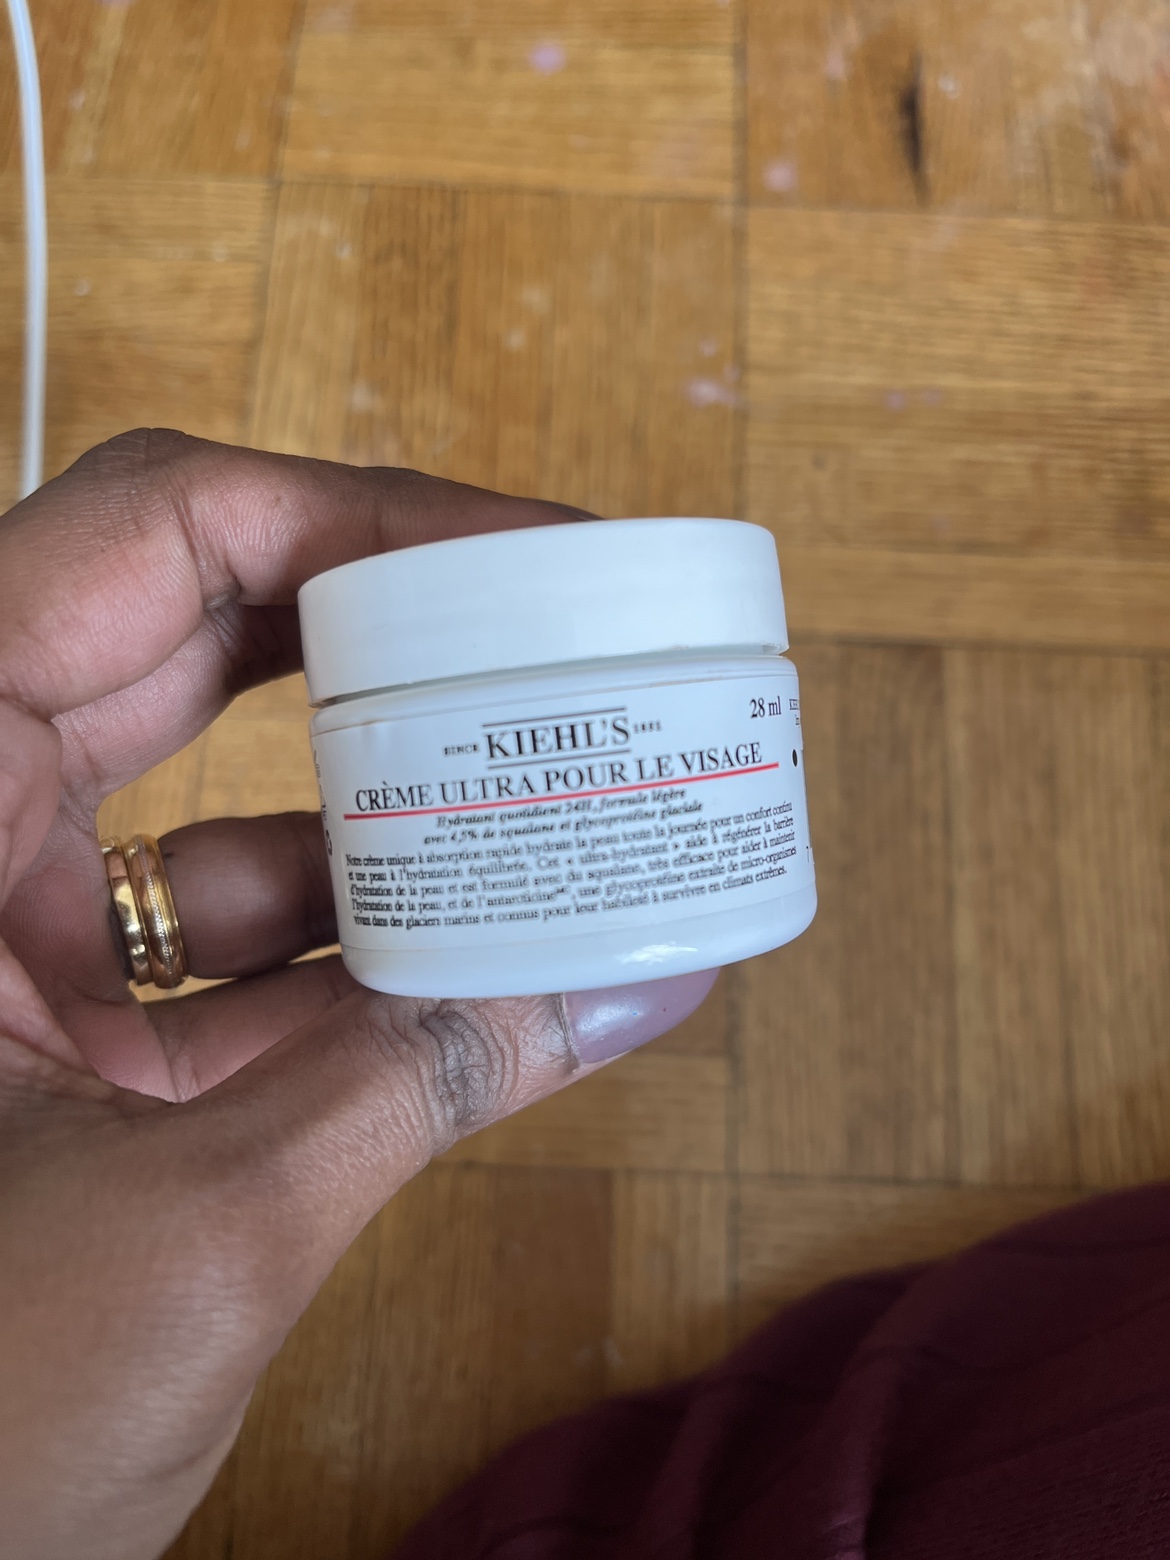 SINCE KIEHL'S 1851
28 ml
CRÈME ULTRA POUR LE VISAGE
Hydratant quotidient 24H, formule légère
avec 4,5% de squalane et glycoprotéine glaciale
Notre crème unique à absorption rapide hydrate la peau toute la journée pour un confort continu
et une peau à l'hydratation équilibrée. Cet « ultra-hydratant » aide à régénérer la barrière
d'hydratation de la peau et est formulé avec du squalane, très efficace pour aider à maintenir
l'hydratation de la peau, et de l'antarcticine, une glycoprotéine extraite de micro-organismes
vivant dans des glaciers marins et connus pour leur habileté à survivre en climats extrêmes.